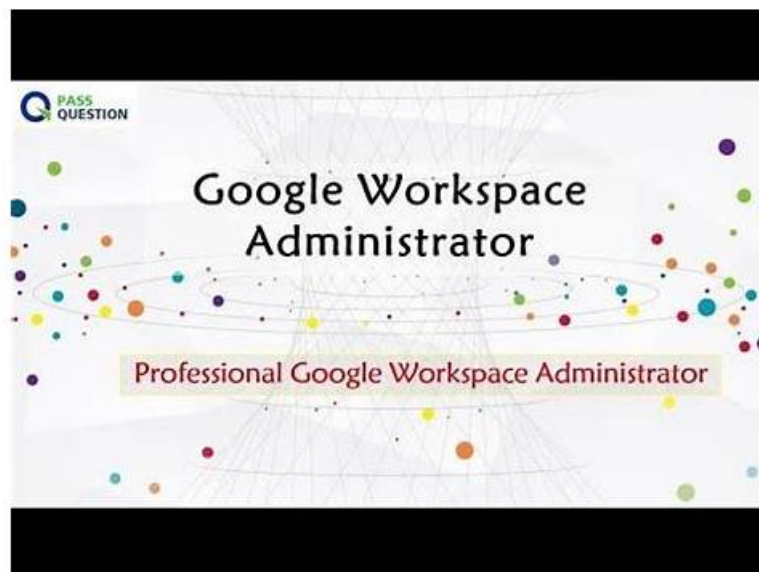 PASS
QUESTION
Google Workspace
Administrator
Professional Google Workspace Administrator